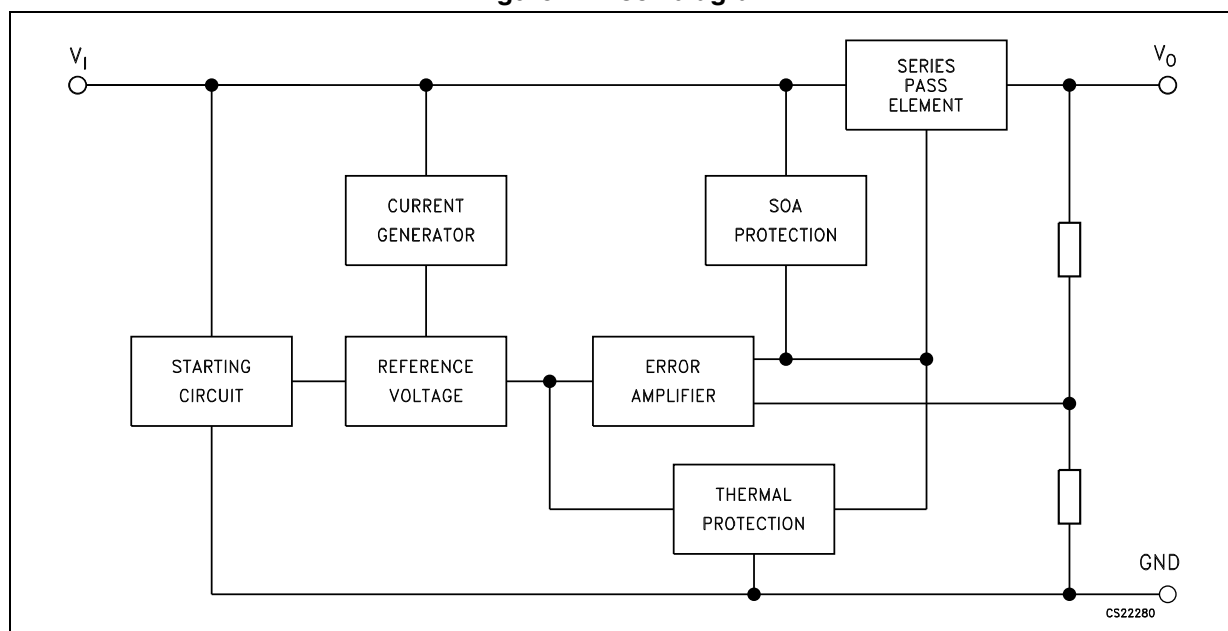 V_I
V_O
SERIES
PASS
ELEMENT
CURRENT
GENERATOR
SOA
PROTECTION
STARTING
CIRCUIT
REFERENCE
VOLTAGE
ERROR
AMPLIFIER
THERMAL
PROTECTION
GND
CS22280